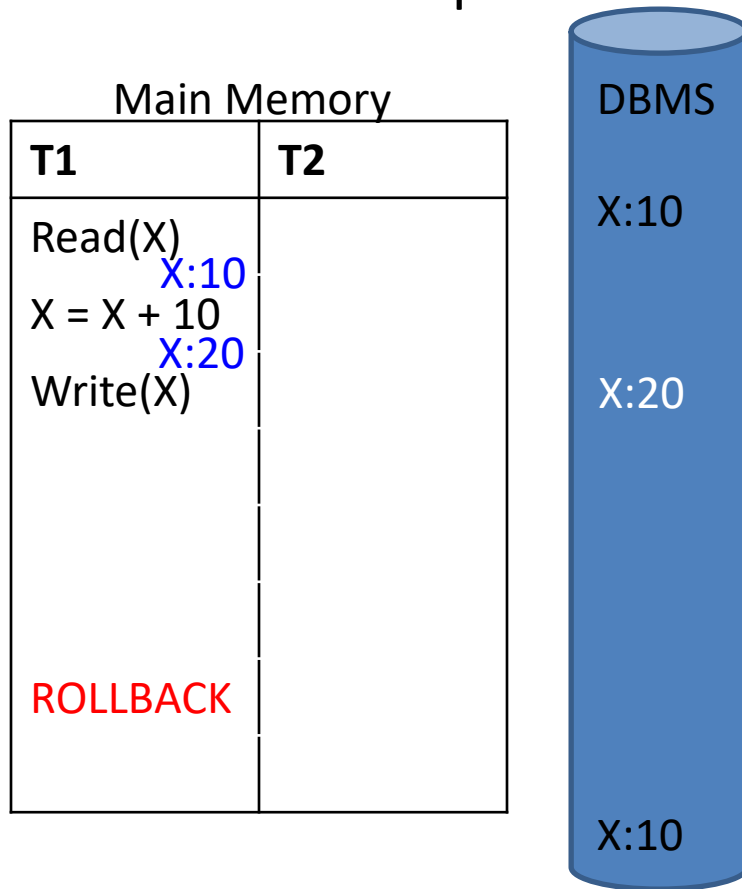 Main Memory
T1
T2
Read(X)
X:10
X = X + 10
X:20
Write(X)
ROLLBACK
DBMS
X:10
X:20
X:10